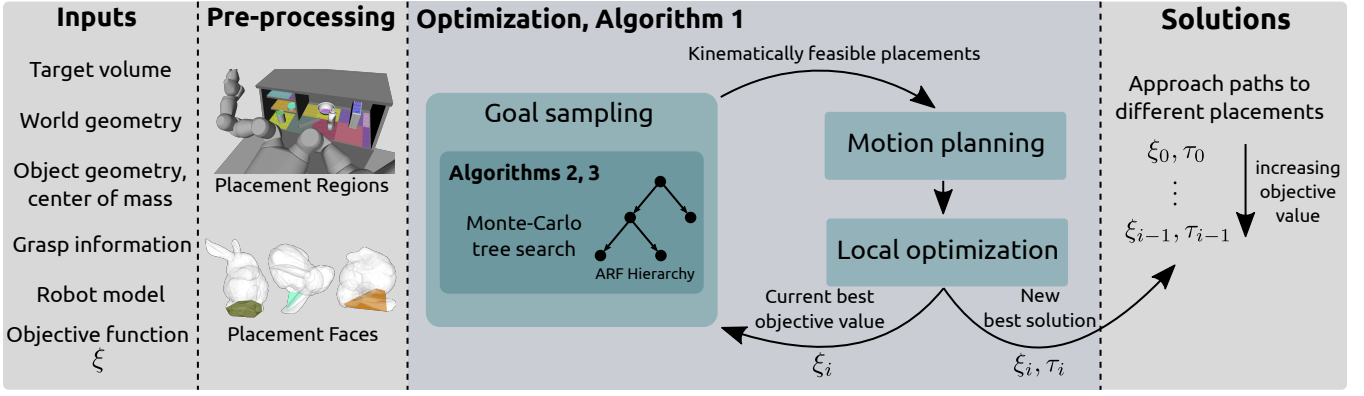 Inputs
Target volume
World geometry
Object geometry,
center of mass
Grasp information
Robot model
Objective function
ξ
Pre-processing
Placement Regions
Placement Faces
Optimization, Algorithm 1
Kinematically feasible placements
Goal sampling
Algorithms 2, 3
Monte-Carlo
tree search
ARF Hierarchy
Motion planning
Local optimization
Current best
objective value
ξᵢ
New
best solution
ξᵢ, τᵢ
Solutions
Approach paths to
different placements
ξ₀, τ₀
⋮
ξᵢ₋₁, τᵢ₋₁
increasing
objective
value